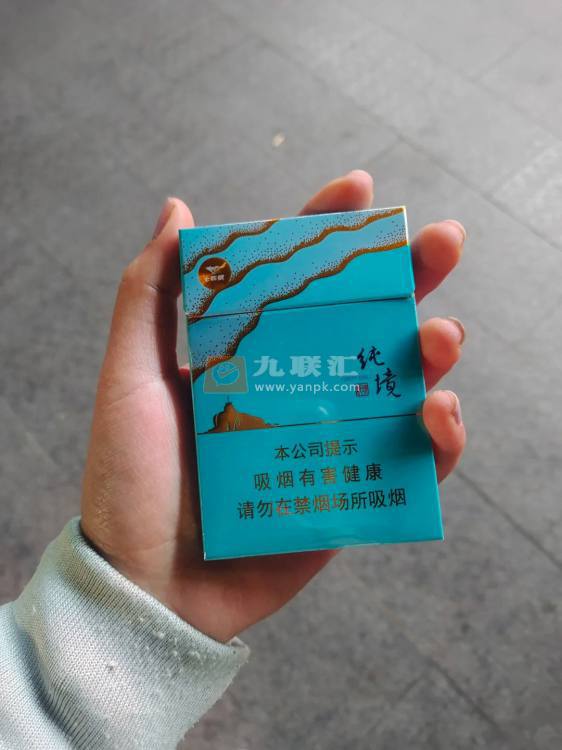 纯境
九联汇
www.yanpk.com
本公司提示
吸烟有害健康
请勿在禁烟场所吸烟